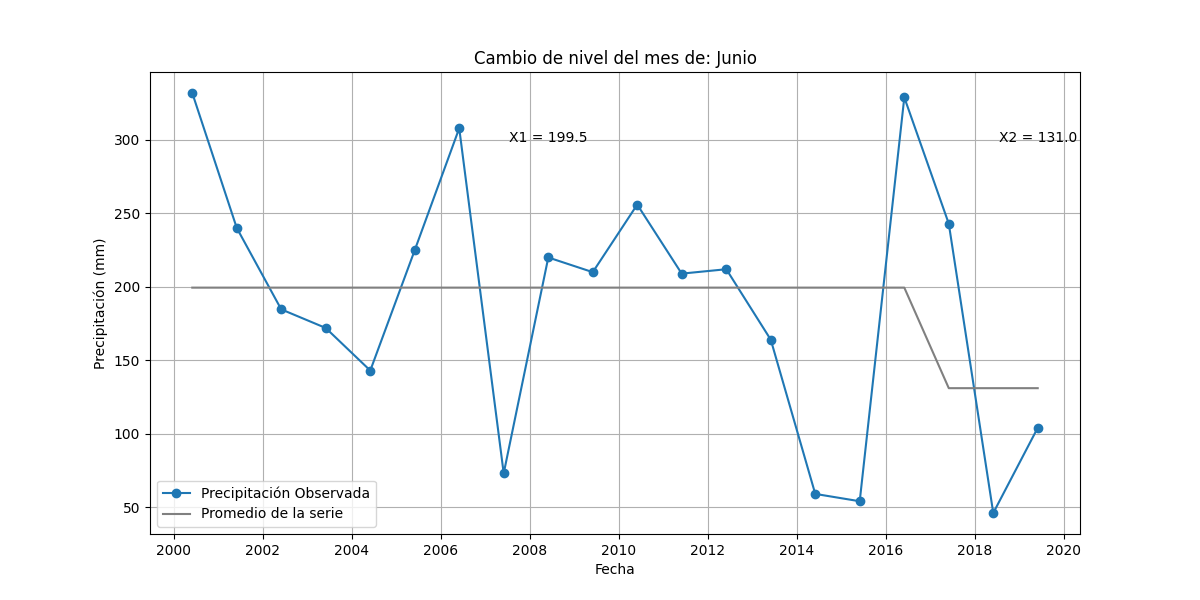 Cambio de nivel del mes de: Junio
X1 = 199.5
X2 = 131.0
Precipitación (mm)
300
250
200
150
100
50
Precipitación Observada
Promedio de la serie
2000 2002 2004 2006 2008 2010 2012 2014 2016 2018 2020
Fecha